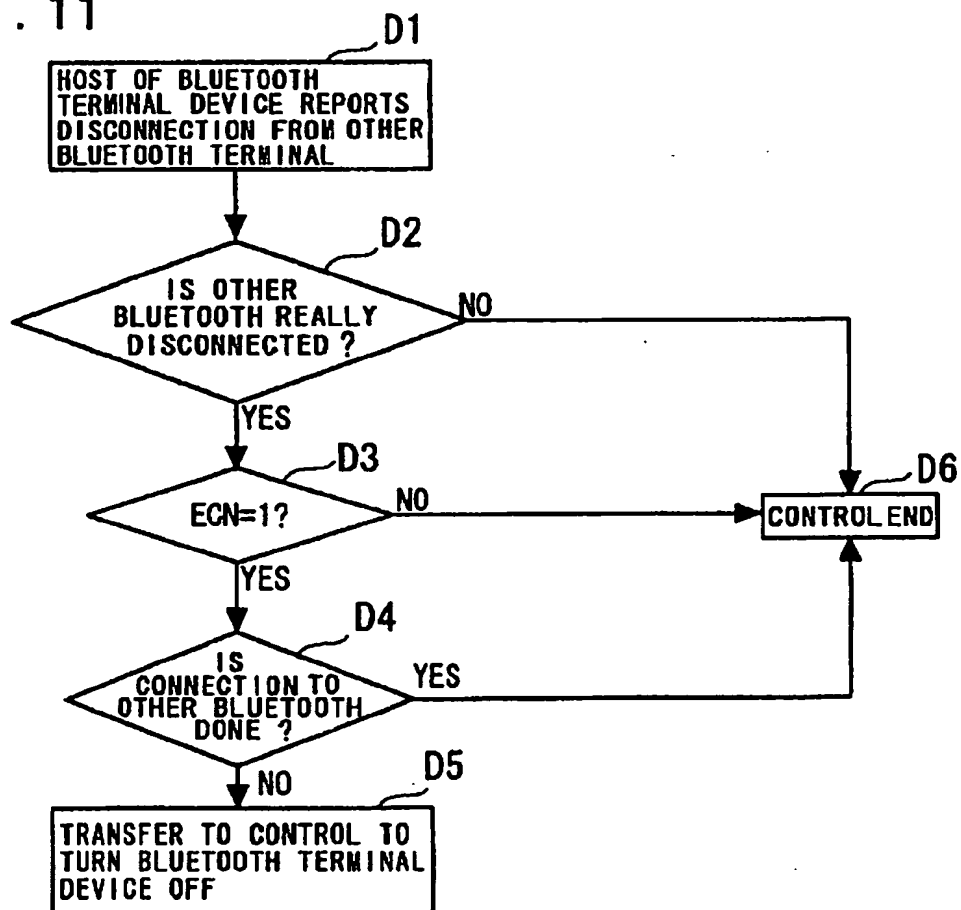 . 11
D1
HOST OF BLUETOOTH
TERMINAL DEVICE REPORTS
DISCONNECTION FROM OTHER
BLUETOOTH TERMINAL
D2
IS OTHER
BLUETOOTH REALLY
DISCONNECTED ?
NO
YES
D3
ECN=1?
NO
D6
CONTROL END
YES
D4
IS
CONNECTION TO
OTHER BLUETOOTH
DONE ?
YES
NO
D5
TRANSFER TO CONTROL TO
TURN BLUETOOTH TERMINAL
DEVICE OFF